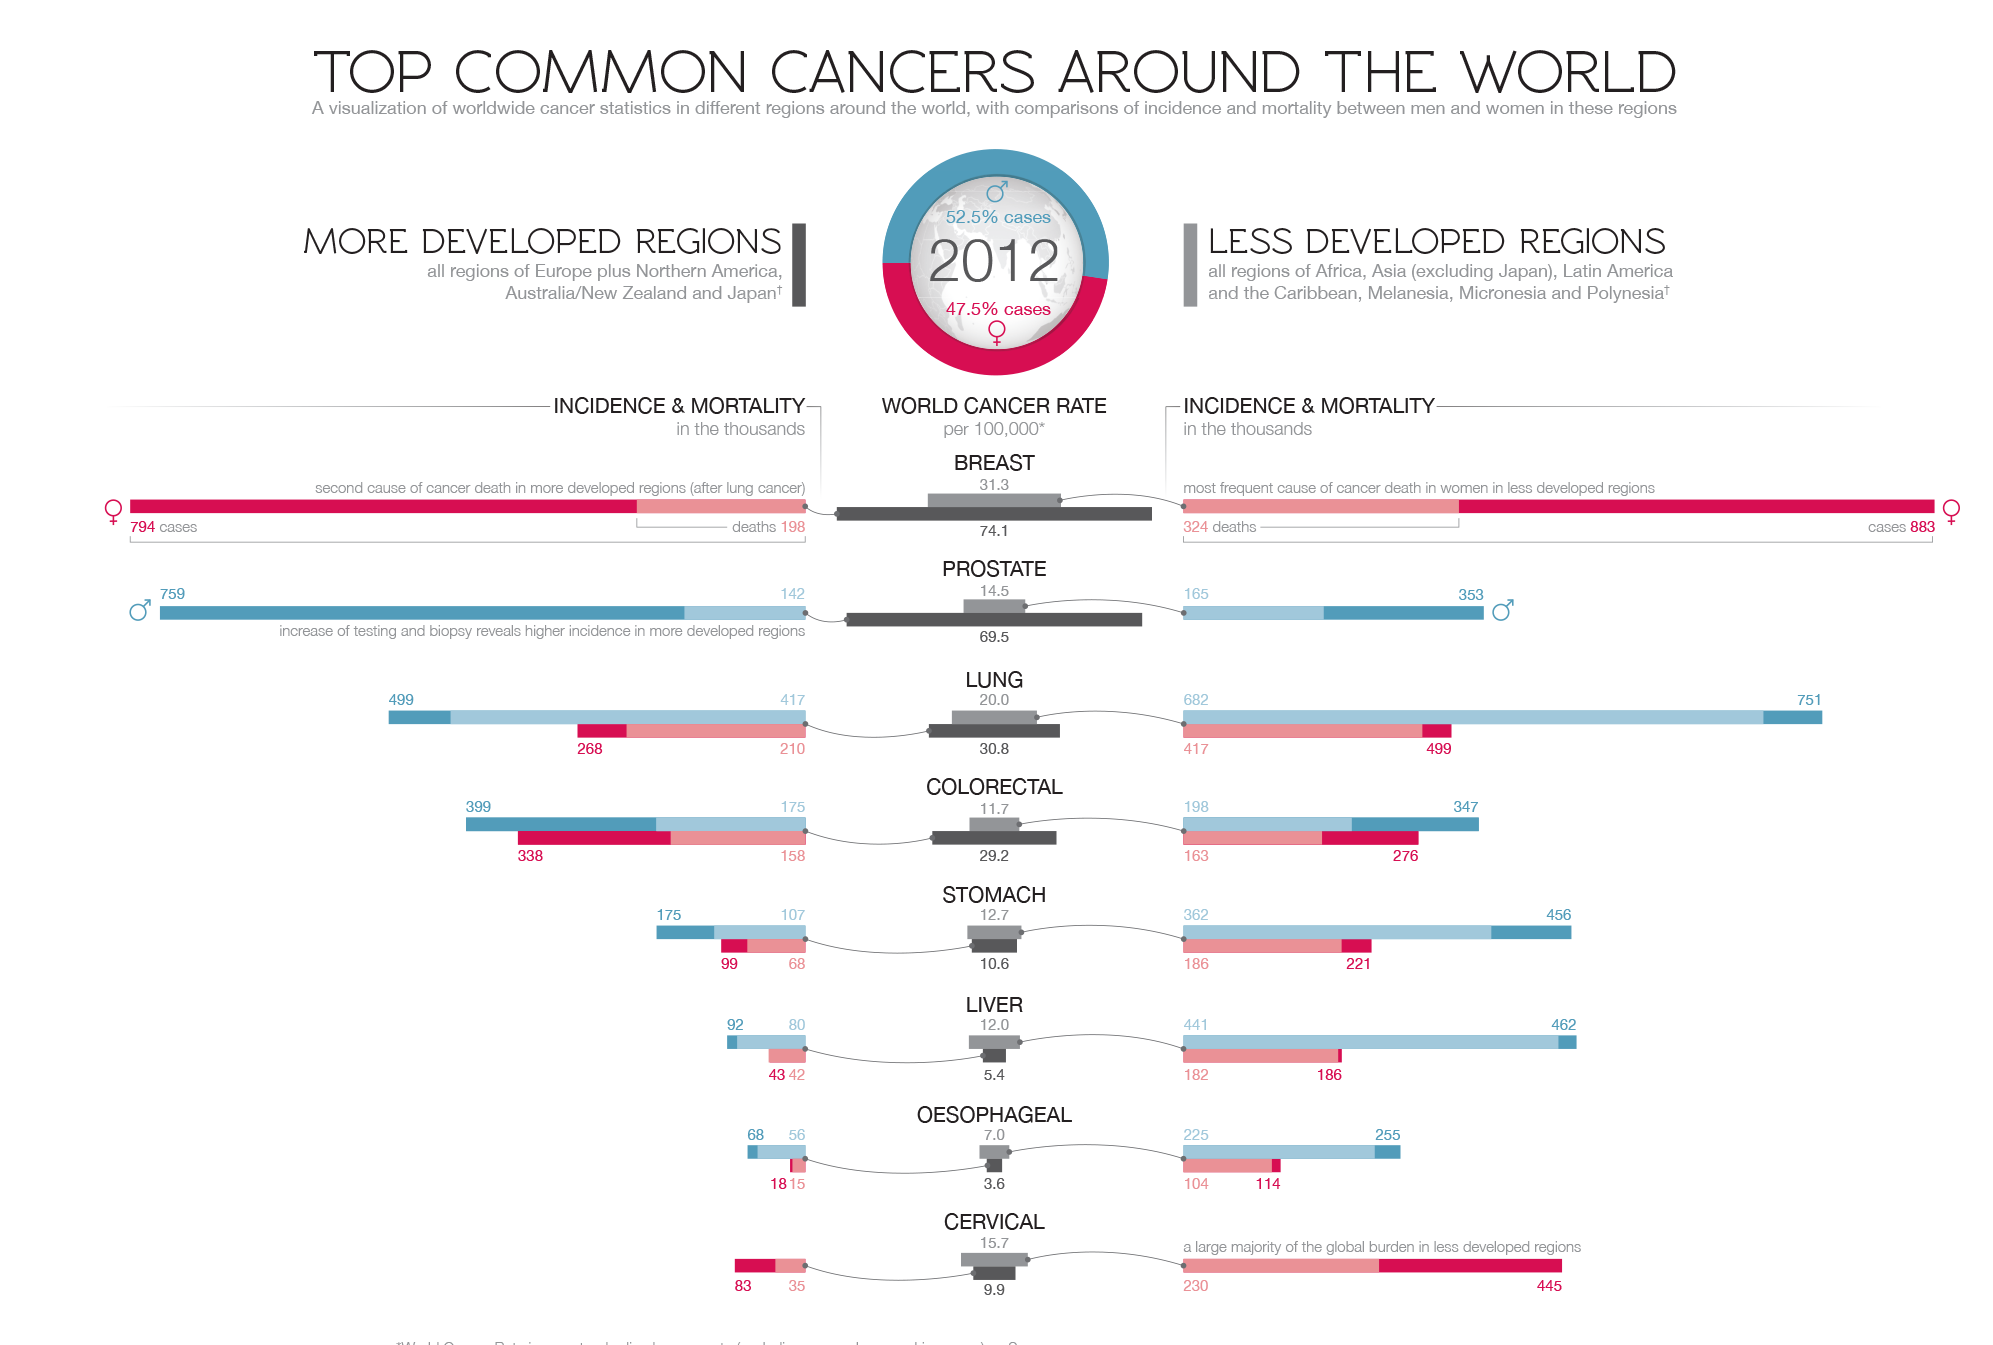 TOP COMMON CANCERS AROUND THE WORLD
A visualization of worldwide cancer statistics in different regions around the world, with comparisons of incidence and mortality between men and women in these regions
52.5% cases
2012
47.5% cases
MORE DEVELOPED REGIONS
all regions of Europe plus Northern America,
Australia/New Zealand and Japan†
LESS DEVELOPED REGIONS
all regions of Africa, Asia (excluding Japan), Latin America
and the Caribbean, Melanesia, Micronesia and Polynesia†
INCIDENCE & MORTALITY
in the thousands
WORLD CANCER RATE
per 100,000*
INCIDENCE & MORTALITY
in the thousands
BREAST
31.3
74.1
second cause of cancer death in more developed regions (after lung cancer)
794 cases
deaths 198
most frequent cause of cancer death in women in less developed regions
324 deaths
cases 883
PROSTATE
14.5
69.5
759
142
increase of testing and biopsy reveals higher incidence in more developed regions
165
353
LUNG
20.0
30.8
499
417
268
210
682
751
417
499
COLORECTAL
11.7
29.2
399
175
338
158
198
347
163
276
STOMACH
12.7
10.6
175
107
99
68
362
456
186
221
LIVER
12.0
5.4
92
80
43
42
441
462
182
186
OESOPHAGEAL
7.0
3.6
68
56
18
15
225
255
104
114
CERVICAL
15.7
9.9
83
35
a large majority of the global burden in less developed regions
230
445